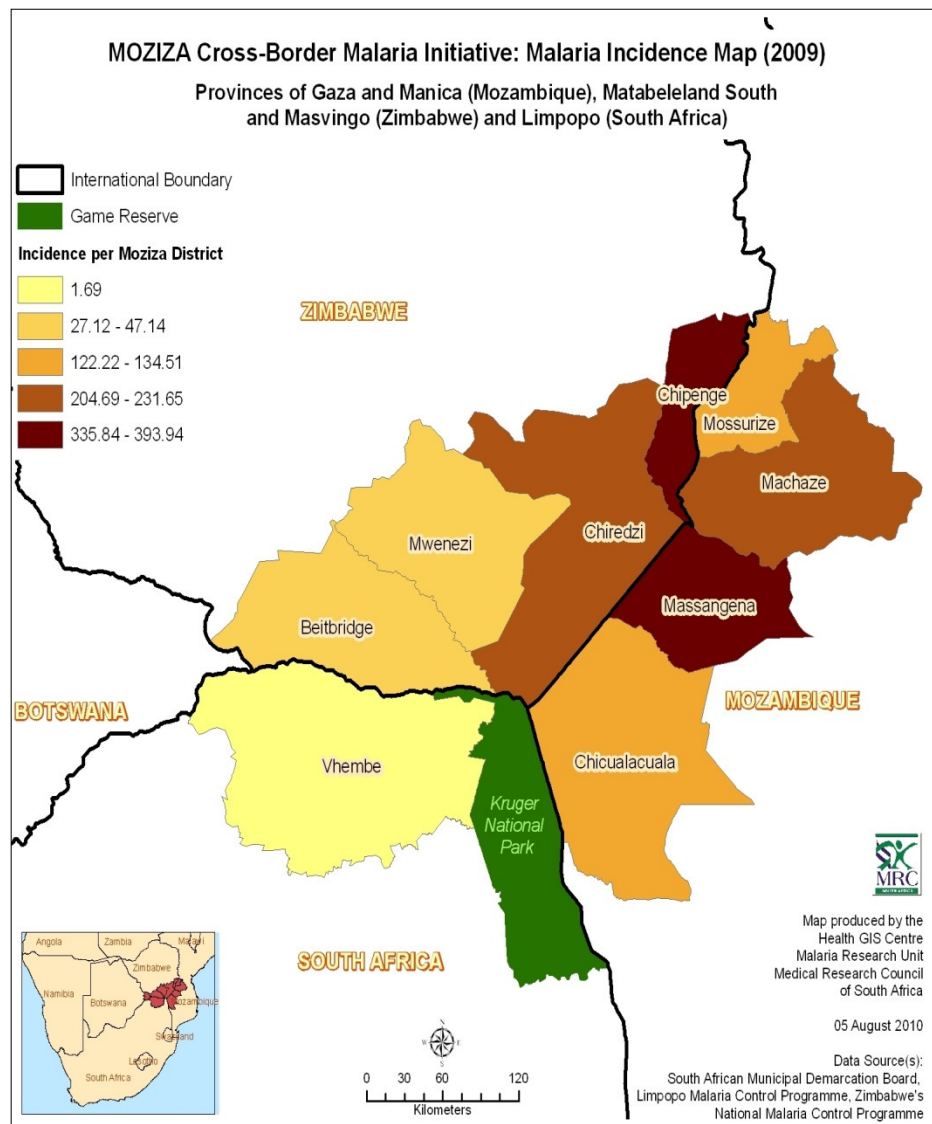 MOZIZA Cross-Border Malaria Initiative: Malaria Incidence Map (2009)
Provinces of Gaza and Manica (Mozambique), Matabeleland South
and Masvingo (Zimbabwe) and Limpopo (South Africa)
International Boundary
Game Reserve
Incidence per Moziza District
1.69
27.12 - 47.14
122.22 - 134.51
204.69 - 231.65
335.84 - 393.94
ZIMBABWE
Chipenge
Mossurize
Machaze
Chiredzi
Mwenezi
Massangena
Beitbridge
BOTSWANA
MOZAMBIQUE
Vhembe
Chicualacuala
Kruger
National
Park
SOUTH AFRICA
MRC
SOUTH AFRICA
Map produced by the
Health GIS Centre
Malaria Research Unit
Medical Research Council
of South Africa
05 August 2010
Data Source(s):
South African Municipal Demarcation Board,
Limpopo Malaria Control Programme, Zimbabwe's
National Malaria Control Programme
Angola
Zambia
Malawi
Zimbabwe
Namibia
Botswana
Mozambique
Swaziland
Lesotho
South Africa
N
W
E
S
0 30 60 120
Kilometers